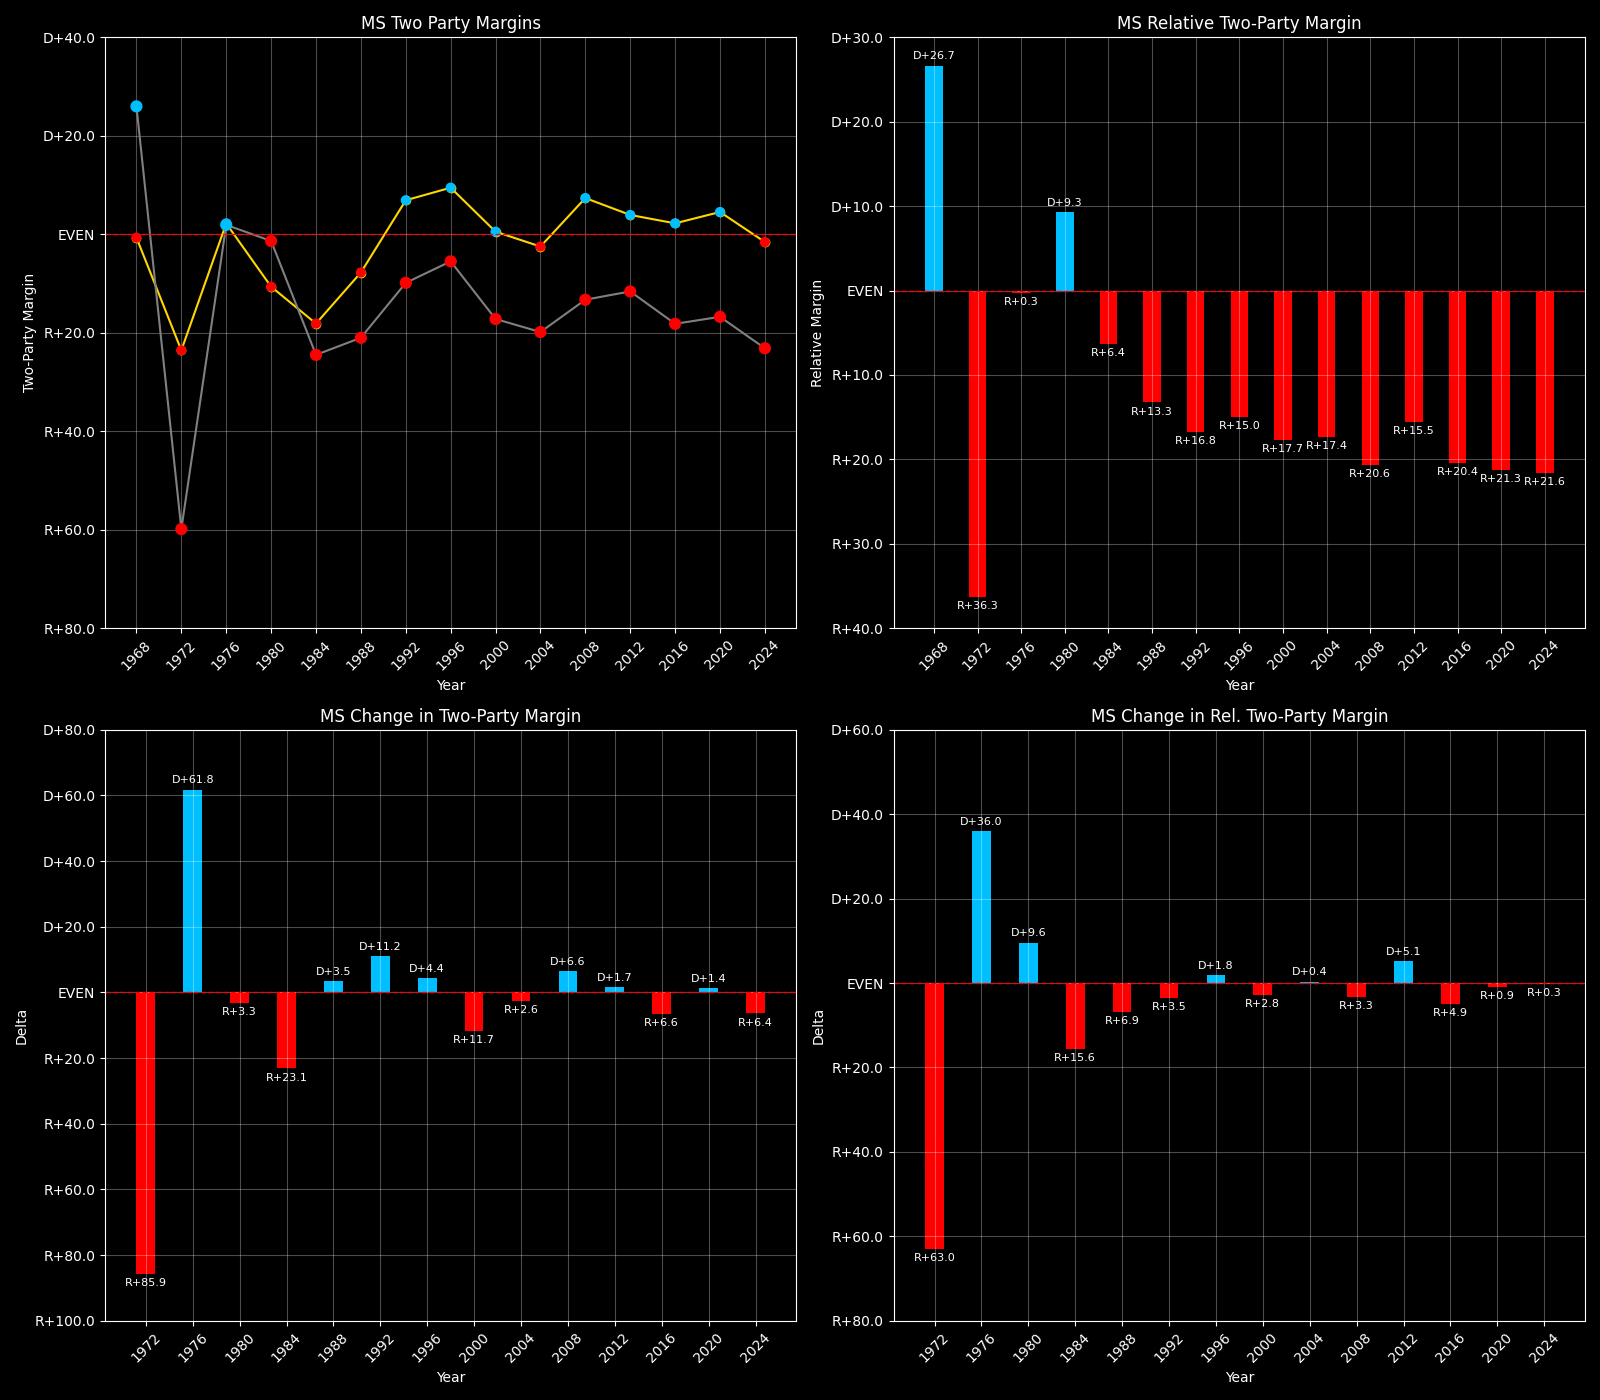 MS Two Party Margins
Two-Party Margin
D+40.0
D+20.0
EVEN
R+20.0
R+40.0
R+60.0
R+80.0
1968 1972 1976 1980 1984 1988 1992 1996 2000 2004 2008 2012 2016 2020 2024
Year
MS Relative Two-Party Margin
Relative Margin
D+30.0
D+20.0
D+10.0
EVEN
R+10.0
R+20.0
R+30.0
R+40.0
D+26.7
R+36.3
R+0.3
D+9.3
R+6.4
R+13.3
R+16.8
R+15.0
R+17.7
R+17.4
R+20.6
R+15.5
R+20.4
R+21.3
R+21.6
1968 1972 1976 1980 1984 1988 1992 1996 2000 2004 2008 2012 2016 2020 2024
Year
MS Change in Two-Party Margin
Delta
D+80.0
D+60.0
D+40.0
D+20.0
EVEN
R+20.0
R+40.0
R+60.0
R+80.0
R+100.0
R+85.9
D+61.8
R+3.3
R+23.1
D+3.5
D+11.2
D+4.4
R+11.7
R+2.6
D+6.6
D+1.7
R+6.6
D+1.4
R+6.4
1972 1976 1980 1984 1988 1992 1996 2000 2004 2008 2012 2016 2020 2024
Year
MS Change in Rel. Two-Party Margin
Delta
D+60.0
D+40.0
D+20.0
EVEN
R+20.0
R+40.0
R+60.0
R+80.0
R+63.0
D+36.0
D+9.6
R+15.6
R+6.9
R+3.5
D+1.8
R+2.8
D+0.4
R+3.3
D+5.1
R+4.9
R+0.9
R+0.3
1972 1976 1980 1984 1988 1992 1996 2000 2004 2008 2012 2016 2020 2024
Year